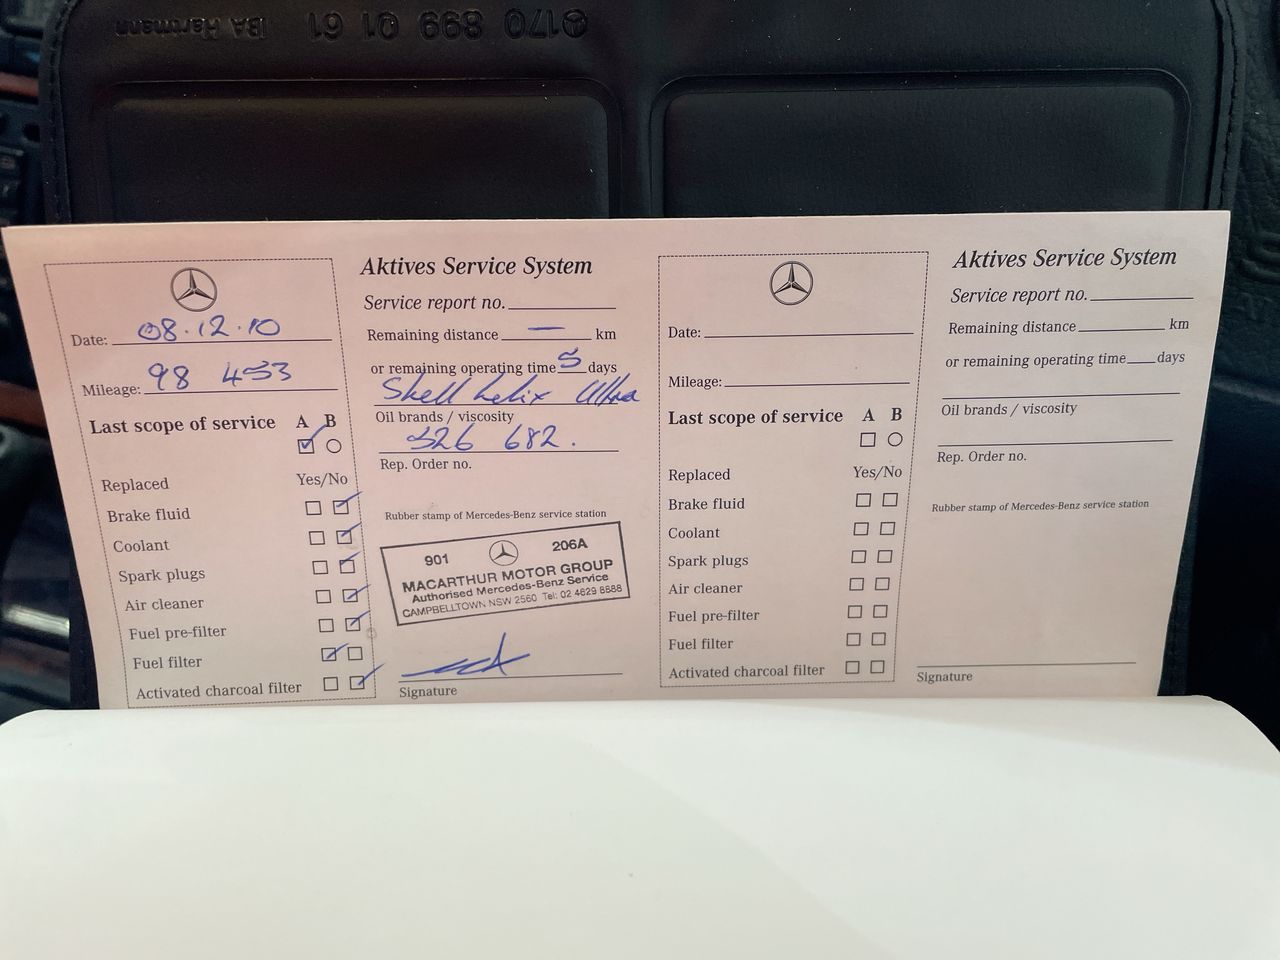 170 899 01 61 IBA Hartmann
Aktives Service System
Service report no.
Date: 08.12.10
Remaining distance — km
or remaining operating time 5 days
Mileage: 98 453
Shell helix Ultra
Oil brands / viscosity
Last scope of service A B
326 682.
Rep. Order no.
Replaced Yes/No
Brake fluid
Coolant
Spark plugs
Air cleaner
Fuel pre-filter
Fuel filter
Activated charcoal filter
Rubber stamp of Mercedes-Benz service station
901 206A
MACARTHUR MOTOR GROUP
Authorised Mercedes-Benz Service
CAMPBELLTOWN NSW 2560 Tel: 02 4629 8888
Signature
Aktives Service System
Service report no.
Date:
Remaining distance km
or remaining operating time days
Mileage:
Oil brands / viscosity
Last scope of service A B
Rep. Order no.
Replaced Yes/No
Brake fluid
Coolant
Spark plugs
Air cleaner
Fuel pre-filter
Fuel filter
Activated charcoal filter
Rubber stamp of Mercedes-Benz service station
Signature